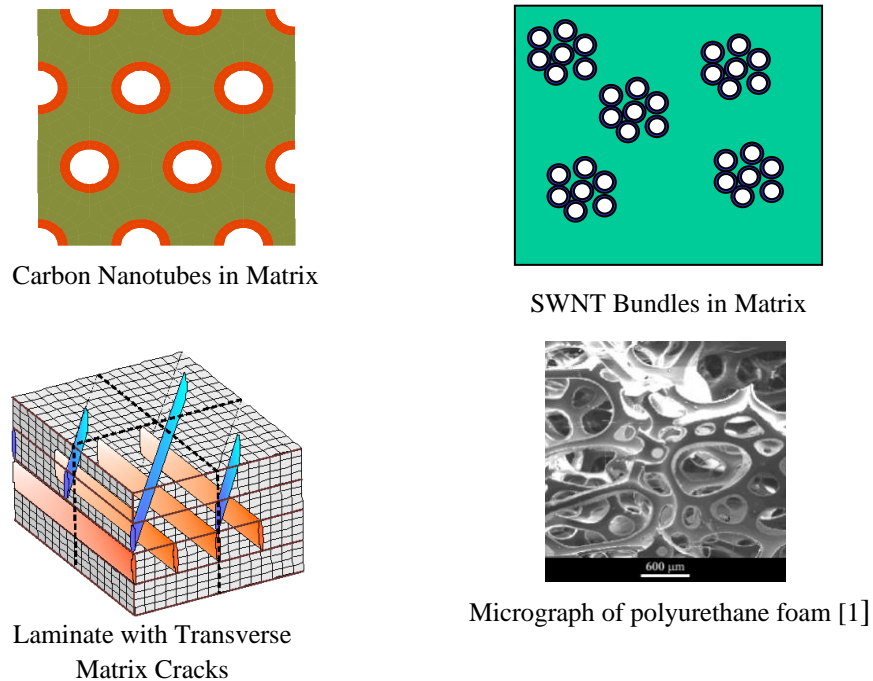 Carbon Nanotubes in Matrix
SWNT Bundles in Matrix
600 μm
Laminate with Transverse
Matrix Cracks
Micrograph of polyurethane foam [1]